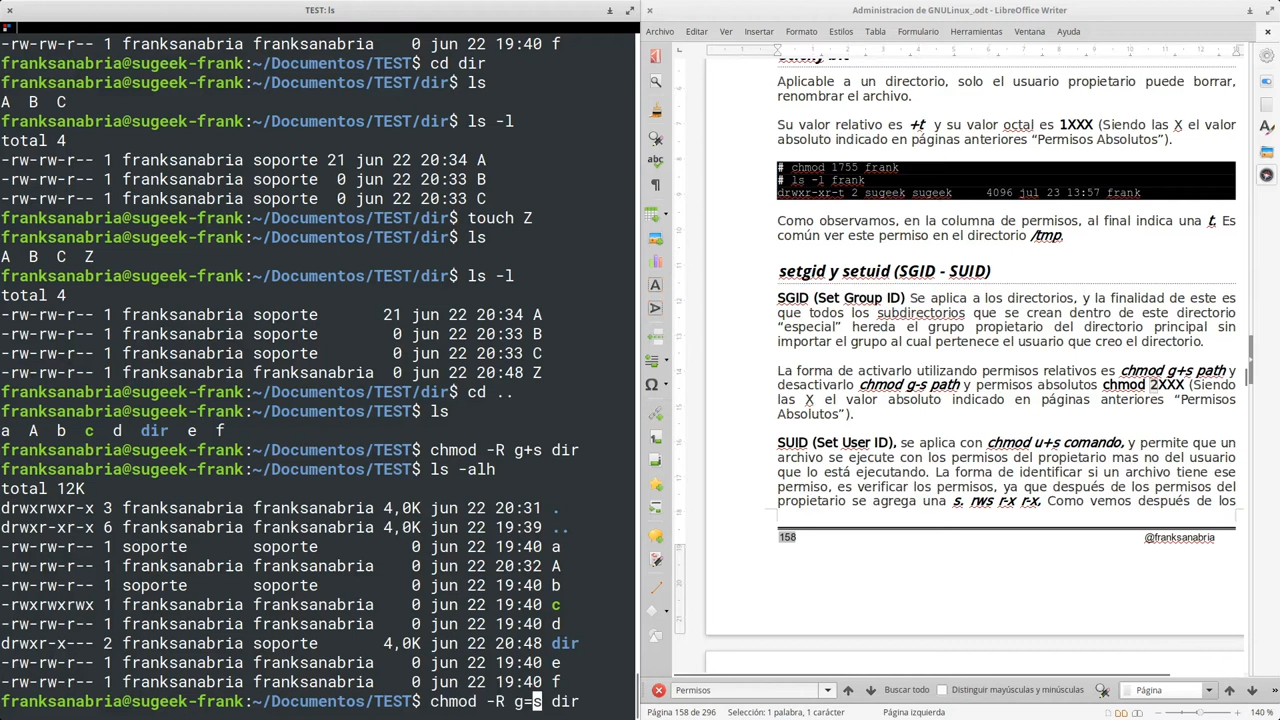 TEST: ls
-rw-rw-r-- 1 franksanabria franksanabria    0 jun 22 19:40 f
franksanabria@sugeek-frank:~/Documentos/TEST$ cd dir
franksanabria@sugeek-frank:~/Documentos/TEST/dir$ ls
A  B  C
franksanabria@sugeek-frank:~/Documentos/TEST/dir$ ls -l
total 4
-rw-rw-r-- 1 franksanabria soporte 21 jun 22 20:34 A
-rw-rw-r-- 1 franksanabria soporte  0 jun 22 20:33 B
-rw-rw-r-- 1 franksanabria soporte  0 jun 22 20:33 C
franksanabria@sugeek-frank:~/Documentos/TEST/dir$ touch Z
franksanabria@sugeek-frank:~/Documentos/TEST/dir$ ls
A  B  C  Z
franksanabria@sugeek-frank:~/Documentos/TEST/dir$ ls -l
total 4
-rw-rw-r-- 1 franksanabria soporte       21 jun 22 20:34 A
-rw-rw-r-- 1 franksanabria soporte        0 jun 22 20:33 B
-rw-rw-r-- 1 franksanabria soporte        0 jun 22 20:33 C
-rw-rw-r-- 1 franksanabria franksanabria  0 jun 22 20:48 Z
franksanabria@sugeek-frank:~/Documentos/TEST/dir$ cd ..
franksanabria@sugeek-frank:~/Documentos/TEST$ ls
a  A  b  c  d  dir  e  f
franksanabria@sugeek-frank:~/Documentos/TEST$ chmod -R g+s dir
franksanabria@sugeek-frank:~/Documentos/TEST$ ls -alh
total 12K
drwxrwxr-x 3 franksanabria franksanabria 4,0K jun 22 20:31 .
drwxr-xr-x 6 franksanabria franksanabria 4,0K jun 22 19:39 ..
-rw-rw-r-- 1 soporte       soporte          0 jun 22 19:40 a
-rw-rw-r-- 1 franksanabria franksanabria    0 jun 22 20:32 A
-rw-rw-r-- 1 soporte       soporte          0 jun 22 19:40 b
-rwxrwxrwx 1 franksanabria franksanabria    0 jun 22 19:40 c
-rw-rw-r-- 1 franksanabria franksanabria    0 jun 22 19:40 d
drwxr-x--- 2 franksanabria soporte       4,0K jun 22 20:48 dir
-rw-rw-r-- 1 franksanabria franksanabria    0 jun 22 19:40 e
-rw-rw-r-- 1 franksanabria franksanabria    0 jun 22 19:40 f
franksanabria@sugeek-frank:~/Documentos/TEST$ chmod -R g=s dir
Administracion de GNULinux_.odt - LibreOffice Writer
Archivo Editar Ver Insertar Formato Estilos Tabla Formulario Herramientas Ventana Ayuda
Aplicable a un directorio, solo el usuario propietario puede borrar,
renombrar el archivo.
Su valor relativo es +t y su valor octal es 1XXX (Siendo las X el valor
absoluto indicado en páginas anteriores “Permisos Absolutos”).
# chmod 1755 frank
# ls -l frank
drwxr-xr-t 2 sugeek sugeek     4096 jul 23 13:57 frank
Como observamos, en la columna de permisos, al final indica una t. Es
común ver este permiso en el directorio /tmp.
setgid y setuid (SGID - SUID)
SGID (Set Group ID) Se aplica a los directorios, y la finalidad de este es
que todos los subdirectorios que se crean dentro de este directorio
“especial” hereda el grupo propietario del directorio principal sin
importar el grupo al cual pertenece el usuario que creo el directorio.
La forma de activarlo utilizando permisos relativos es chmod g+s path y
desactivarlo chmod g-s path y permisos absolutos chmod 2XXX (Siendo
las X el valor absoluto indicado en páginas anteriores “Permisos
Absolutos”).
SUID (Set User ID), se aplica con chmod u+s comando, y permite que un
archivo se ejecute con los permisos del propietario mas no del usuario
que lo está ejecutando. La forma de identificar si un archivo tiene ese
permiso, es verificar los permisos, ya que después de los permisos del
propietario se agrega una s. rws r-x r-x, Como vemos después de los
158
@franksanabria
Permisos Buscar todo Distinguir mayúsculas y minúsculas Página
Página 158 de 296 Selección: 1 palabra, 1 carácter Página izquierda 140 %